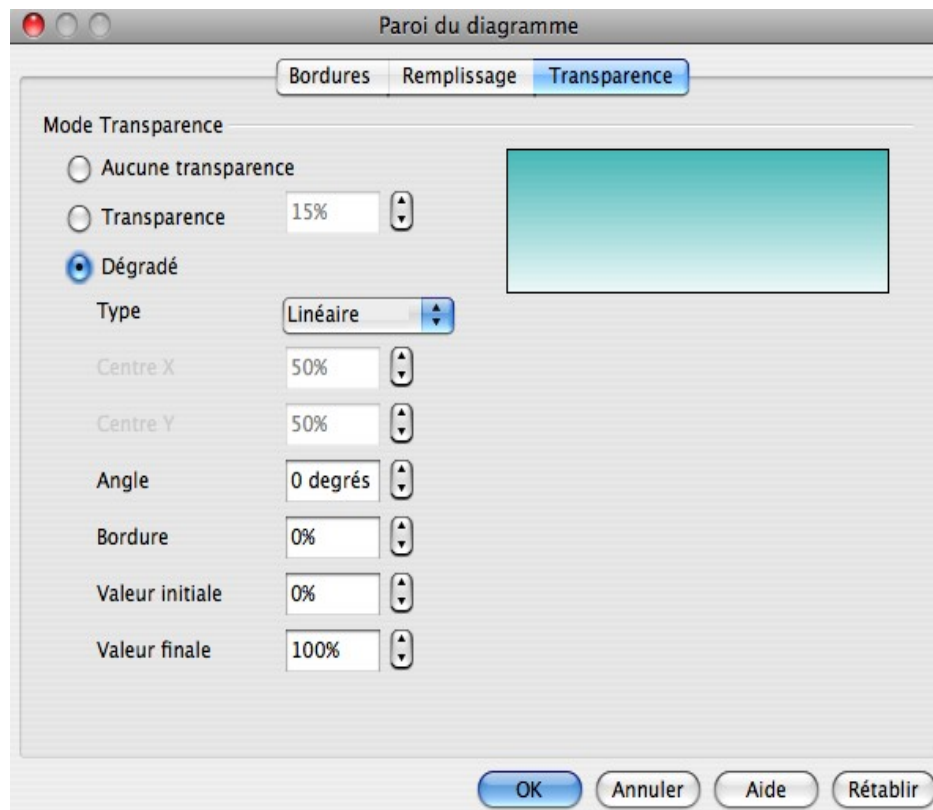 Paroi du diagramme
Bordures Remplissage Transparence
Mode Transparence
Aucune transparence
Transparence 15%
Dégradé
Type Linéaire
Centre X 50%
Centre Y 50%
Angle 0 degrés
Bordure 0%
Valeur initiale 0%
Valeur finale 100%
OK Annuler Aide Rétablir